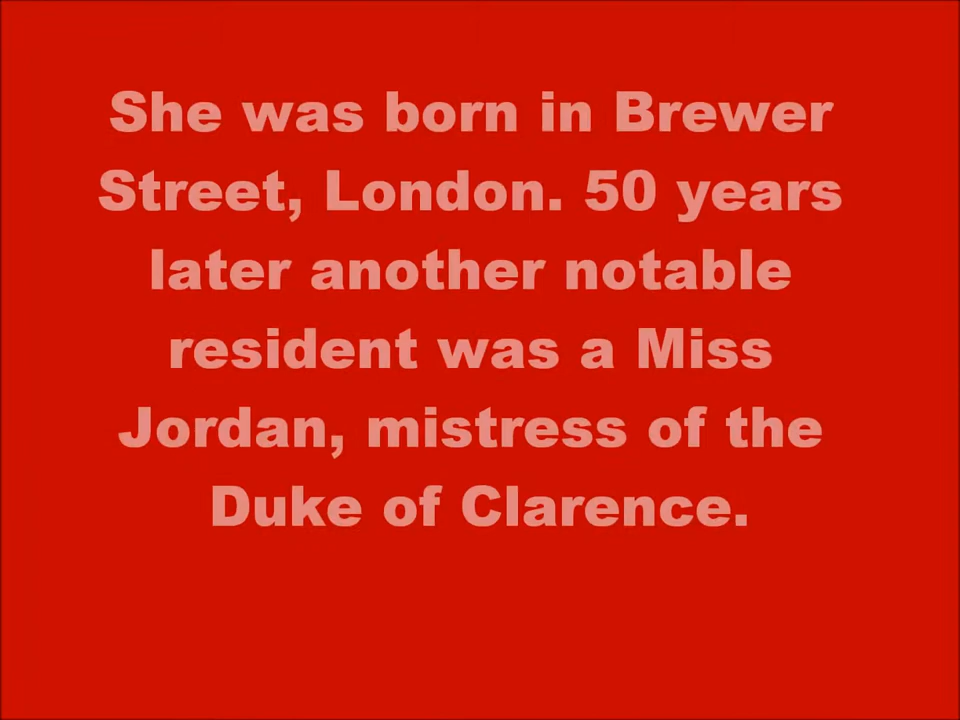 She was born in Brewer
Street, London. 50 years
later another notable
resident was a Miss
Jordan, mistress of the
Duke of Clarence.